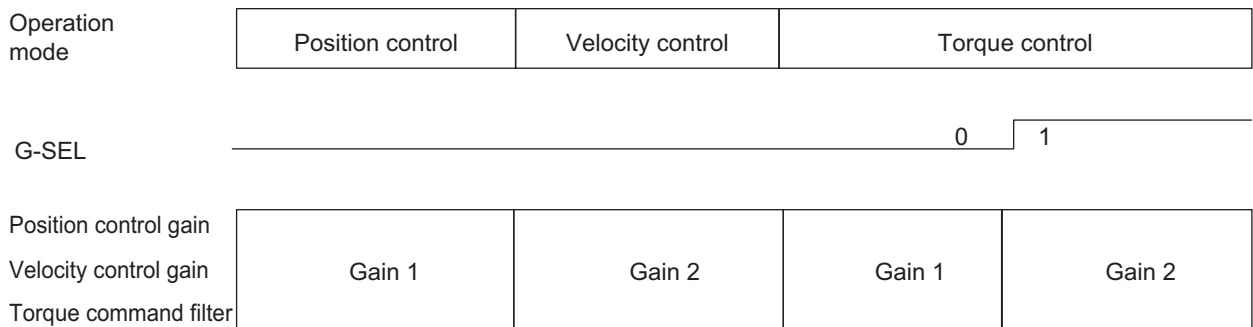 Operation
mode
Position control
Velocity control
Torque control
G-SEL
0
1
Position control gain
Velocity control gain
Torque command filter
Gain 1
Gain 2
Gain 1
Gain 2